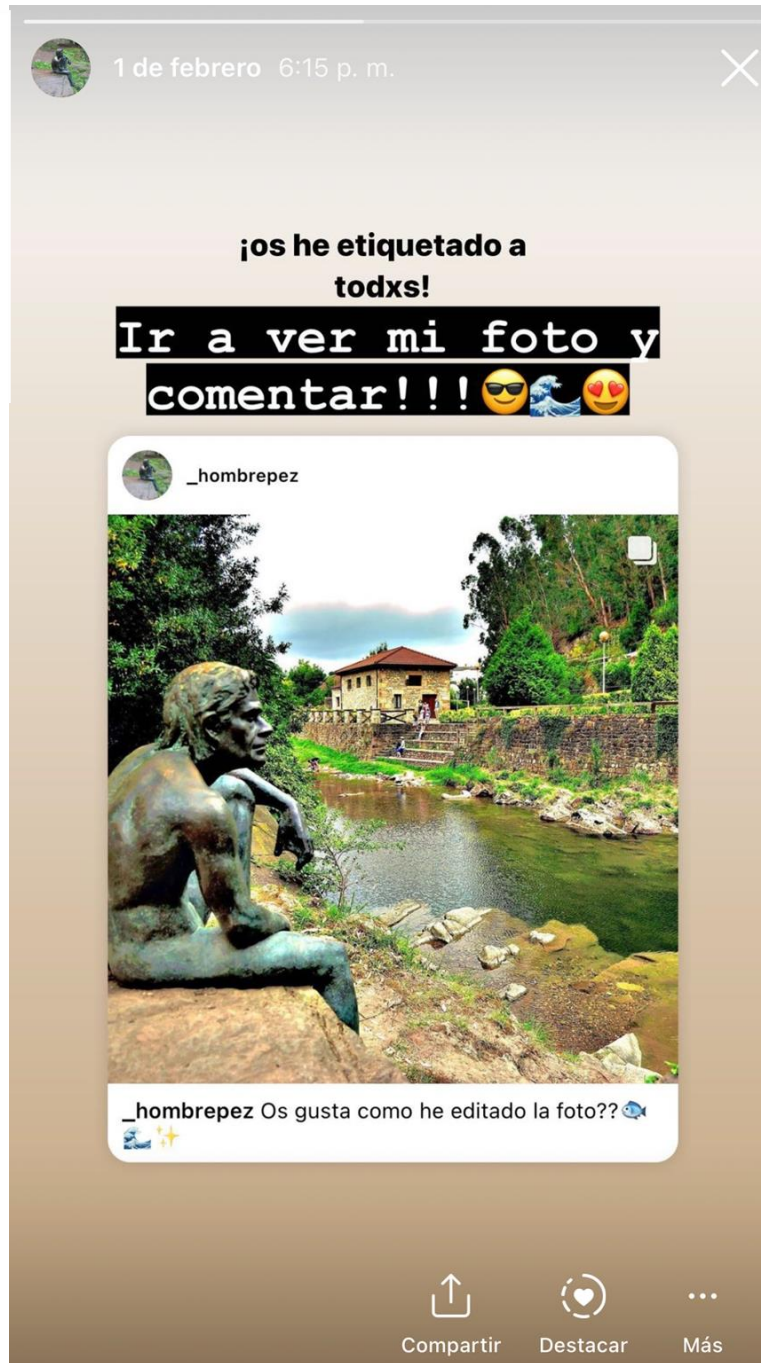 1 de febrero 6:15 p. m.
¡os he etiquetado a
todxs!
Ir a ver mi foto y
comentar!!!😎🌊😍
_hombrepez
_hombrepez Os gusta como he editado la foto??🐟
🌊✨
Compartir Destacar Más